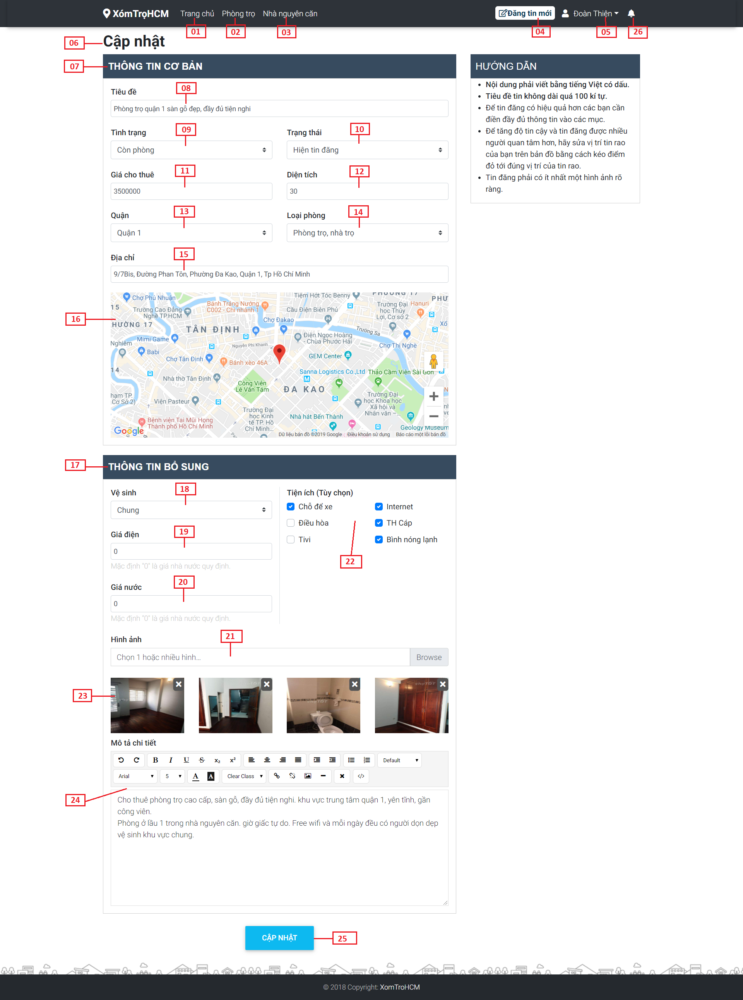 XómTrọHCM Trang chủ Phòng trọ Nhà nguyên căn Đăng tin mới Đoàn Thiện
01 02 03 04 05 26
06 Cập nhật
07 THÔNG TIN CƠ BẢN
08
Tiêu đề
Phòng trọ quận 1 sàn gỗ đẹp, đầy đủ tiện nghi
09 10
Tình trạng Trạng thái
Còn phòng Hiện tin đăng
11 12
Giá cho thuê Diện tích
3500000 30
13 14
Quận Loại phòng
Quận 1 Phòng trọ, nhà trọ
15
Địa chỉ
9/7Bis, Đường Phan Tôn, Phường Đa Kao, Quận 1, Tp Hồ Chí Minh
16
Chợ Phú Nhuận
15
Trường Cao Đẳng
Nghề TP.HCM
HƯỜNG 17
Bánh Tráng Nướng
C002 - Chi nhánh 1
Tiệm Hớt Tóc Benny
PHƯỜNG 17
PHƯ
Cầu Điện Biên Phủ
Trường Đại
học Thủy
Lợi, Cơ sở 2
Hanuri
Chợ Đakao
Xô
TÂN ĐỊNH
Trường Sa
Mimi Game
Nghiêm
Babi
Nguyễn Phi Khanh
Điện Ngọc Hoàng
- Chùa Phước Hải
Chợ Thị Nghè
Chợ Tân Định
Bánh xèo 46A
GEM Center
14
Nhà thờ Tân Định
Sanna Logistics Co.,Ltd
Thảo Cầm Viên Sài Gòn
Công Viên
Lê Văn Tám
ĐA KAO
hạm TP.
Cơ Sở 2)
Viện Pasteur
Trường Đại
học Khoa học
Xã hội và
Nhân văn –...
Trường Đại
học Kinh
tế TP. Hồ
Chí Minh...
Nhà hát Bến Thành
Bệnh viện Tai Mũi Họng
Thành phố Hồ Chí Minh
Geology Museum
Google
Dữ liệu bản đồ ©2019 Google Điều khoản sử dụng Báo cáo một lỗi bản đồ
17 THÔNG TIN BỔ SUNG
18
Vệ sinh
Chung
19
Giá điện
0
Mặc định "0" là giá nhà nước quy định.
20
Giá nước
0
Mặc định "0" là giá nhà nước quy định.
Tiện ích (Tùy chọn)
Chỗ để xe Internet
Điều hòa TH Cáp
Tivi Bình nóng lạnh
22
21
Hình ảnh
Chọn 1 hoặc nhiều hình... Browse
23
chợTỐT
Mô tả chi tiết
B I U S x₂ x² Default
Arial 5 A A Clear Class </>
24
Cho thuê phòng trọ cao cấp, sàn gỗ, đầy đủ tiện nghi. khu vực trung tâm quận 1, yên tĩnh, gần
công viên.
Phòng ở lầu 1 trong nhà nguyên căn. giờ giấc tự do. Free wifi và mỗi ngày đều có người dọn dẹp
vệ sinh khu vực chung.
CẬP NHẬT 25
HƯỚNG DẪN
Nội dung phải viết bằng tiếng Việt có dấu.
Tiêu đề tin không dài quá 100 kí tự.
Để tin đăng có hiệu quả hơn các bạn cần
điền đầy đủ thông tin vào các mục.
Để tăng độ tin cậy và tin đăng được nhiều
người quan tâm hơn, hãy sửa vị trí tin rao
của bạn trên bản đồ bằng cách kéo điểm
đỏ tới đúng vị trí của tin rao.
Tin đăng phải có ít nhất một hình ảnh rõ
ràng.
© 2018 Copyright: XomTroHCM